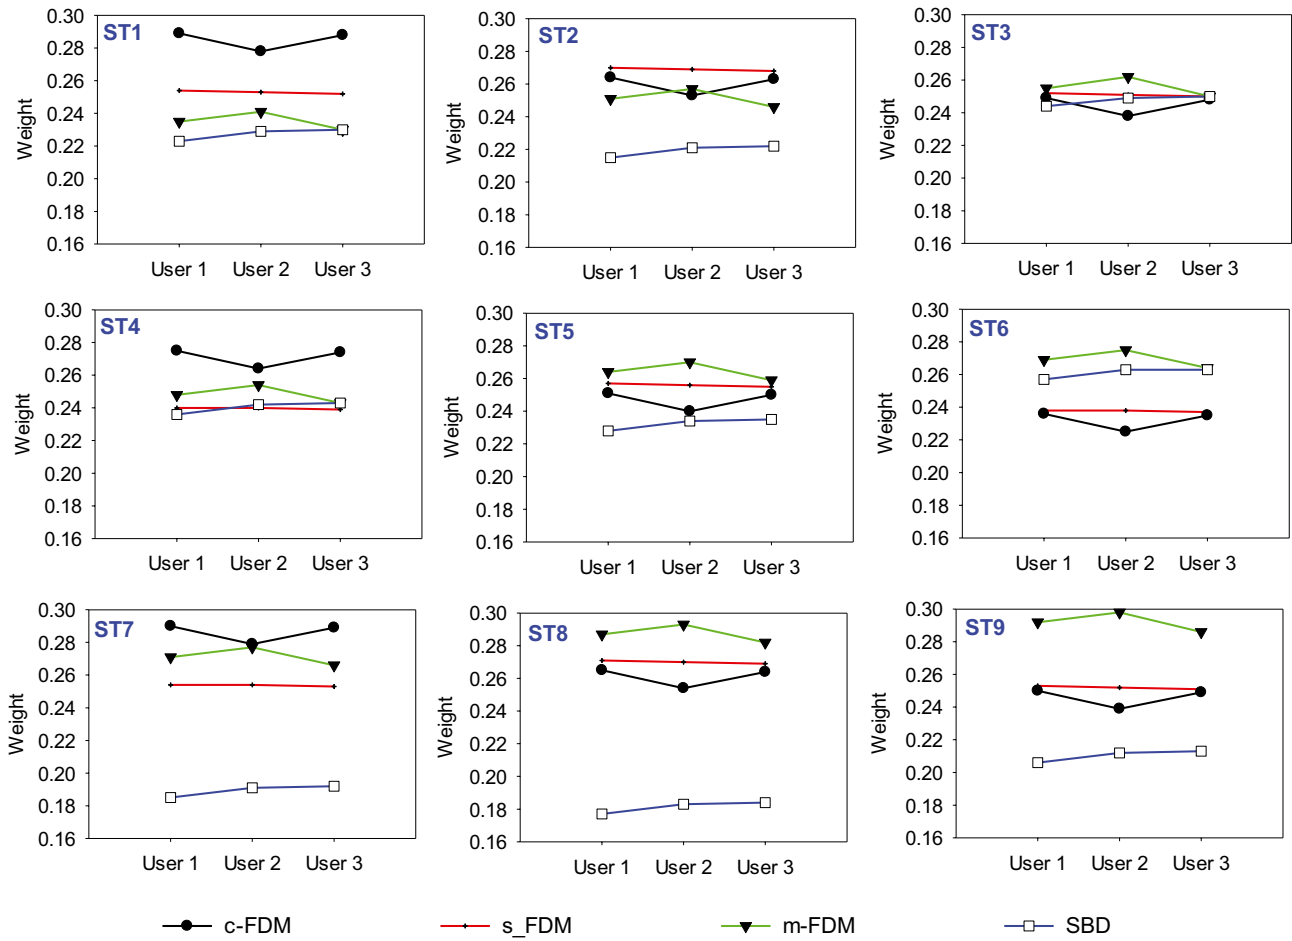 ST1
0.30
0.28
0.26
0.24
0.22
0.20
0.18
0.16
Weight
User 1 User 2 User 3
ST2
0.30
0.28
0.26
0.24
0.22
0.20
0.18
0.16
Weight
User 1 User 2 User 3
ST3
0.30
0.28
0.26
0.24
0.22
0.20
0.18
0.16
Weight
User 1 User 2 User 3
ST4
0.30
0.28
0.26
0.24
0.22
0.20
0.18
0.16
Weight
User 1 User 2 User 3
ST5
0.30
0.28
0.26
0.24
0.22
0.20
0.18
0.16
Weight
User 1 User 2 User 3
ST6
0.30
0.28
0.26
0.24
0.22
0.20
0.18
0.16
Weight
User 1 User 2 User 3
ST7
0.30
0.28
0.26
0.24
0.22
0.20
0.18
0.16
Weight
User 1 User 2 User 3
ST8
0.30
0.28
0.26
0.24
0.22
0.20
0.18
0.16
Weight
User 1 User 2 User 3
ST9
0.30
0.28
0.26
0.24
0.22
0.20
0.18
0.16
Weight
User 1 User 2 User 3
c-FDM s_FDM m-FDM SBD